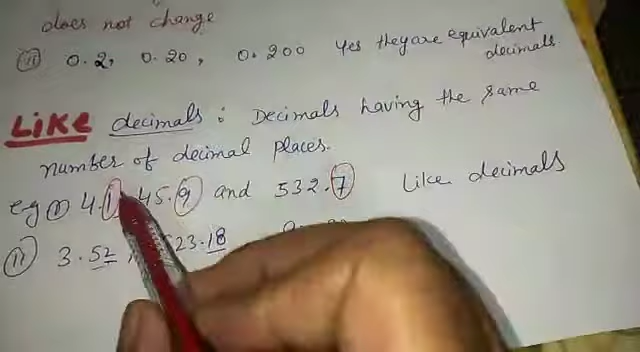 does not change
(ii) 0.2, 0.20, 0.200 Yes they are equivalent decimals.
LIKE decimals : Decimals having the same
number of decimal places.
eg (i) 4.1 45.9 and 532.7 Like decimals
(ii) 3.52 , 23.18